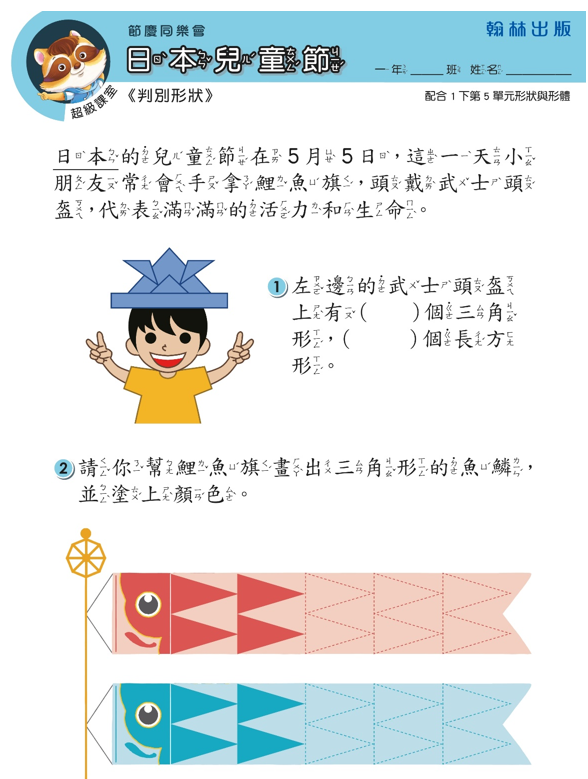 節慶同樂會
翰林出版
日本兒童節
一年____班 姓名__________
超級課室
《判別形狀》
配合1下第5單元形狀與形體
日本的兒童節在5月5日，這一天小
朋友常會手拿鯉魚旗，頭戴武士頭
盔，代表滿滿的活力和生命。
1 左邊的武士頭盔
上有( )個三角
形，( )個長方
形。
2 請你幫鯉魚旗畫出三角形的魚鱗，
並塗上顏色。